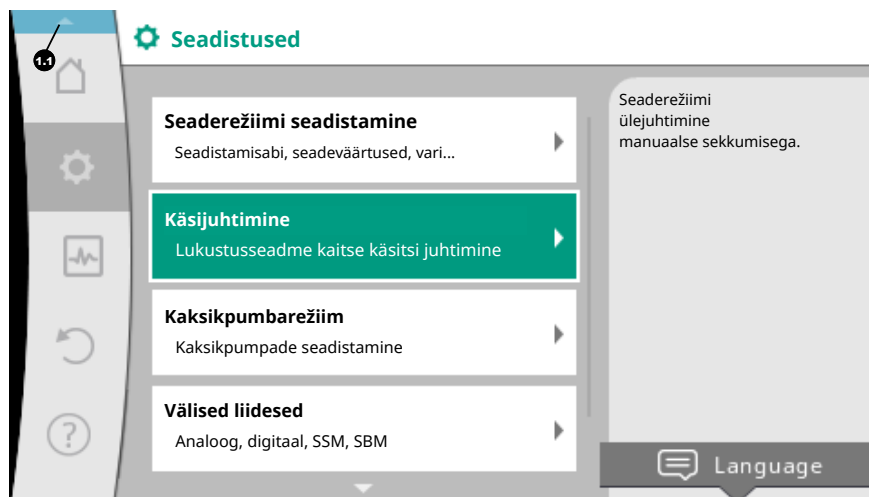 Seadistused
1.1
Seaderežiimi seadistamine
Seadistamisabi, seadeväärtused, vari...
Käsijuhtimine
Lukustusseadme kaitse käsitsi juhtimine
Kaksikpumbarežiim
Kaksikpumpade seadistamine
Välised liidesed
Analoog, digitaal, SSM, SBM
Seaderežiimi
ülejuhtimine
manuaalse sekkumisega.
?
Language